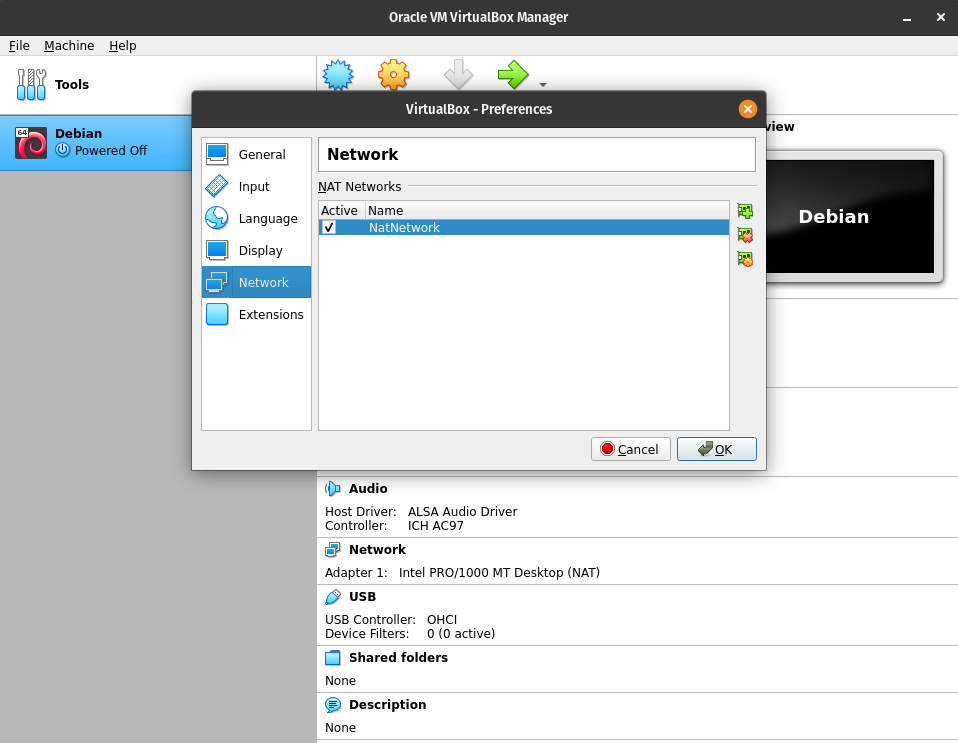 Oracle VM VirtualBox Manager
File Machine Help
Tools
64
Debian
Powered Off
view
Debian
VirtualBox - Preferences
General
Input
Language
Display
Network
Extensions
Network
NAT Networks
Active Name
NatNetwork
Cancel OK
Audio
Host Driver: ALSA Audio Driver
Controller: ICH AC97
Network
Adapter 1: Intel PRO/1000 MT Desktop (NAT)
USB
USB Controller: OHCI
Device Filters: 0 (0 active)
Shared folders
None
Description
None